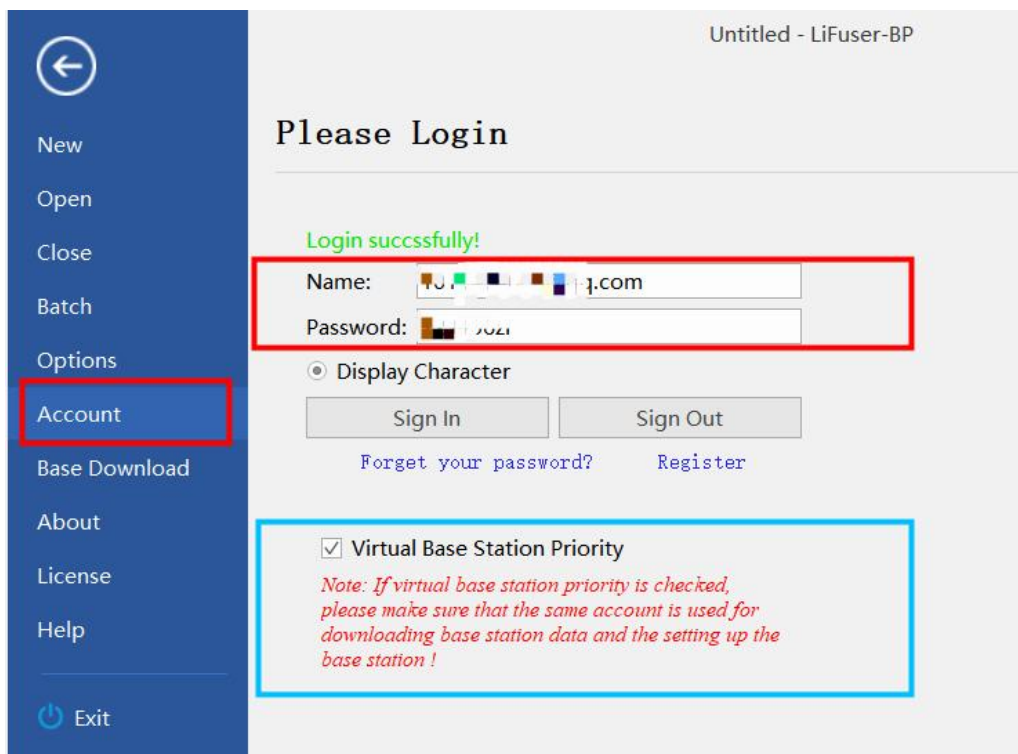 Untitled - LiFuser-BP
New
Open
Close
Batch
Options
Account
Base Download
About
License
Help
Exit
Please Login
Login succssfully!
Name:
q.com
Password:
Display Character
Sign In
Sign Out
Forget your password?
Register
Virtual Base Station Priority
Note: If virtual base station priority is checked,
please make sure that the same account is used for
downloading base station data and the setting up the
base station !